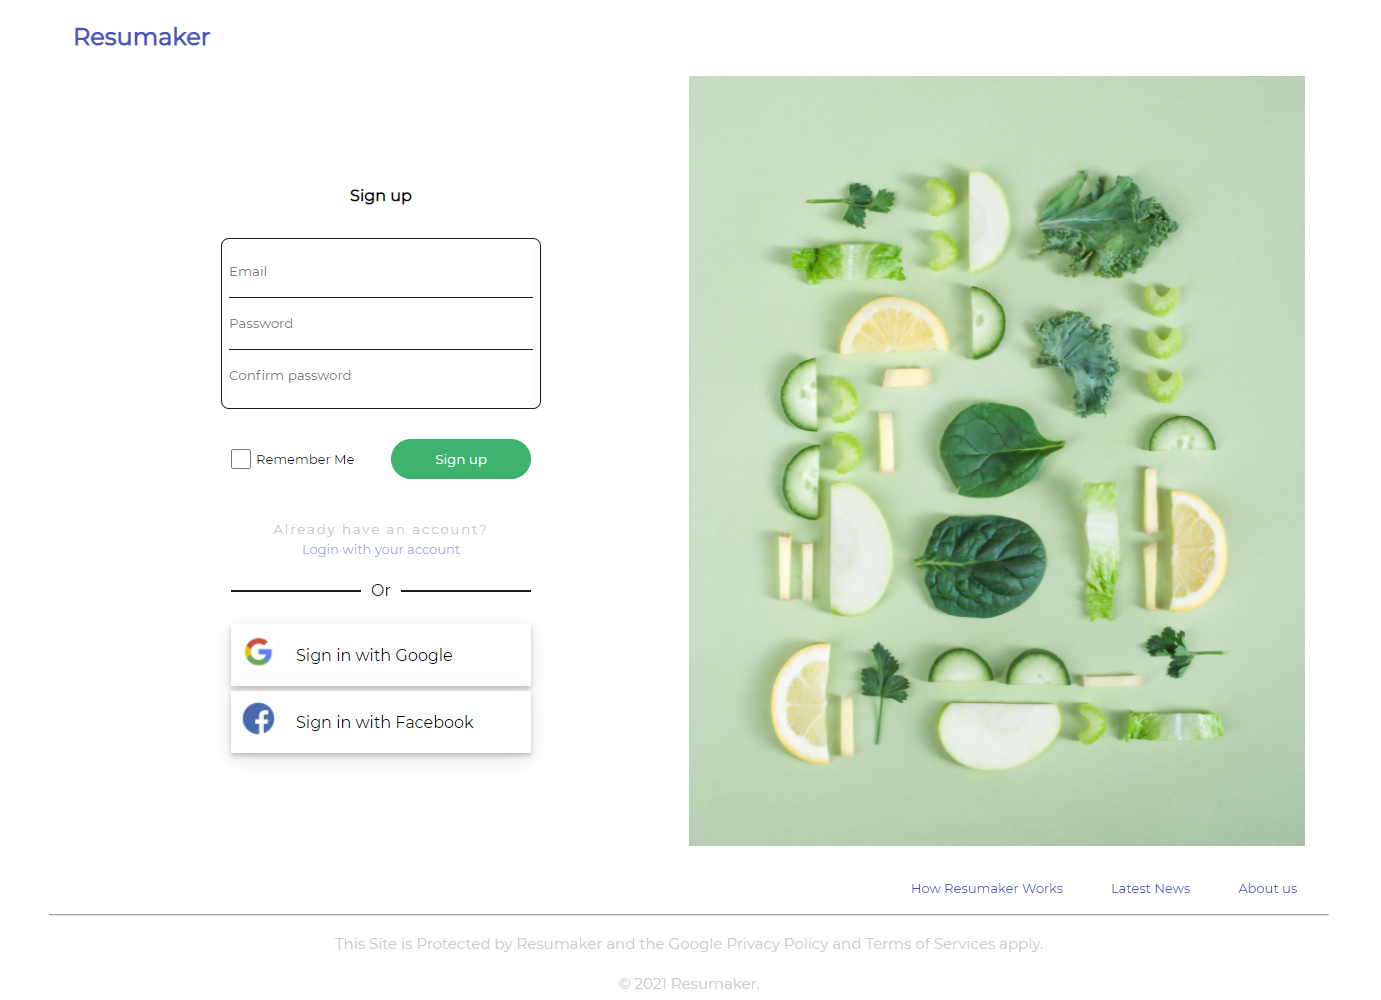 Resumaker
Sign up
Email
Password
Confirm password
Remember Me
Sign up
Already have an account?
Login with your account
Or
Sign in with Google
Sign in with Facebook
How Resumaker Works
Latest News
About us
This Site is Protected by Resumaker and the Google Privacy Policy and Terms of Services apply.
© 2021 Resumaker.